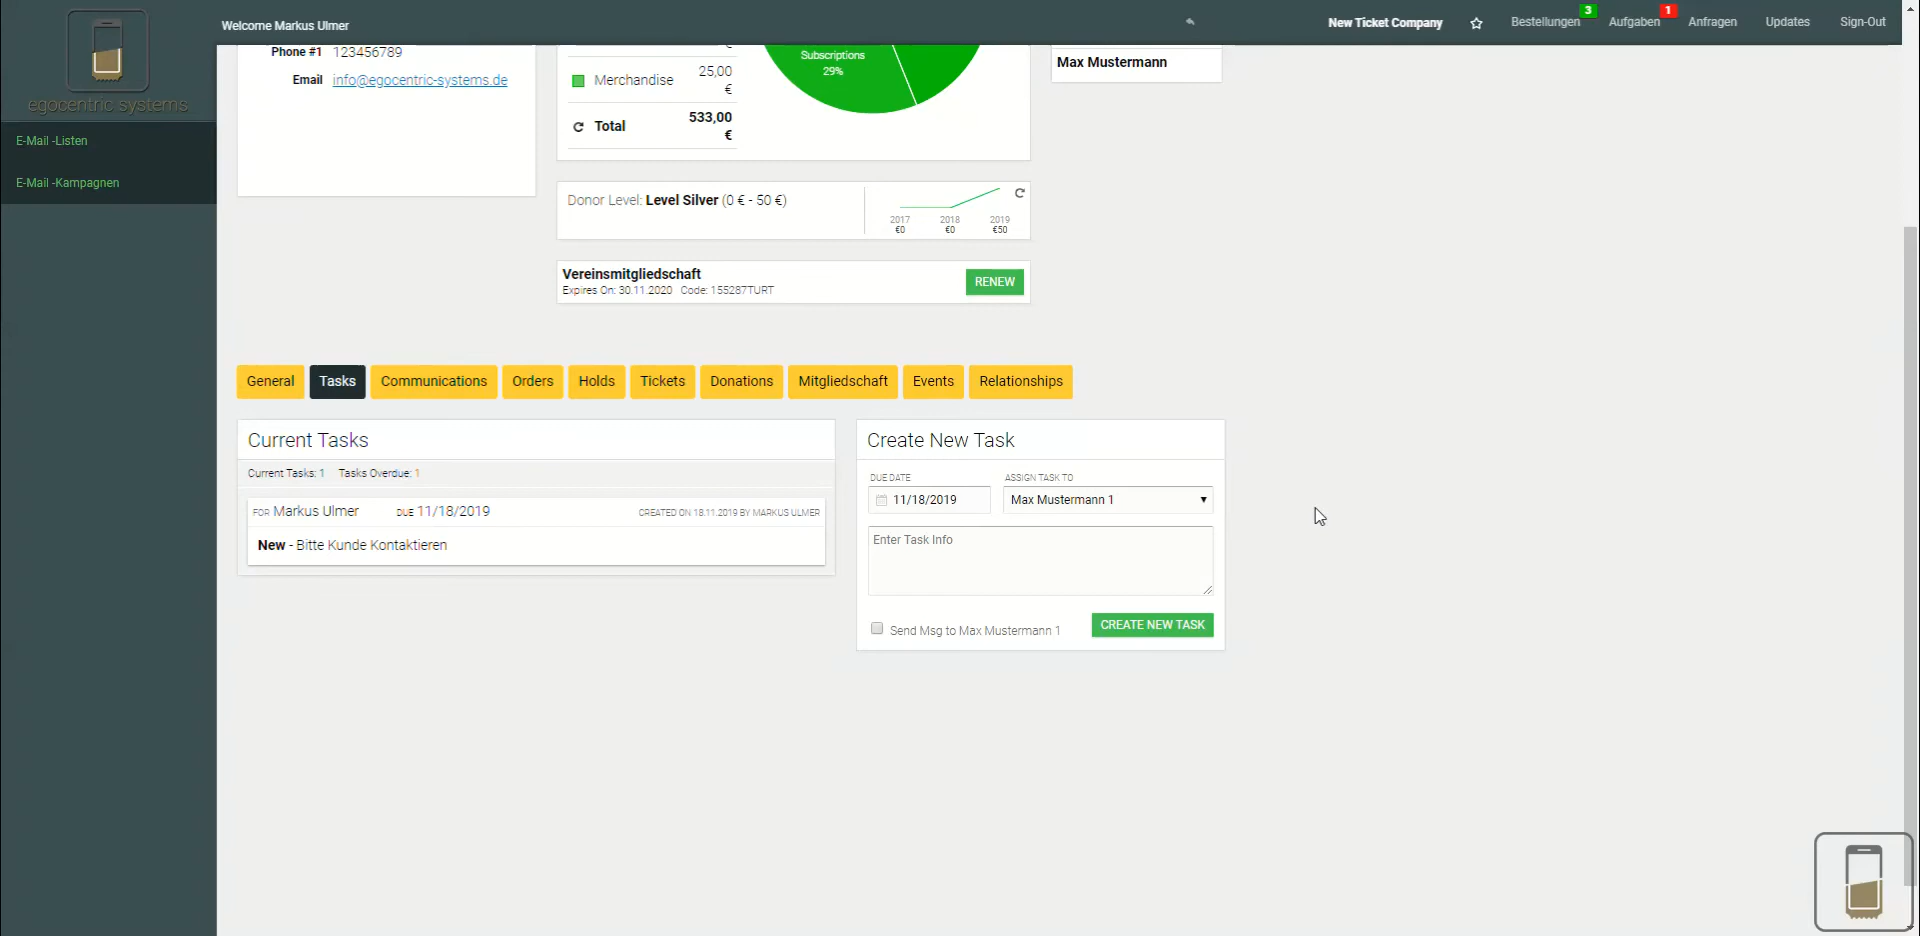 Welcome Markus Ulmer
New Ticket Company
Bestellungen 3
Aufgaben 1
Anfragen
Updates
Sign-Out
egocentric systems
E-Mail -Listen
E-Mail -Kampagnen
Phone #1 123456789
Email info@egocentric-systems.de
€
Merchandise 25,00
€
Total 533,00
€
Subscriptions
29%
Max Mustermann
Donor Level: Level Silver (0 € - 50 €)
2017 2018 2019
€0 €0 €50
Vereinsmitgliedschaft
Expires On: 30.11.2020 Code: 155287TURT
RENEW
General Tasks Communications Orders Holds Tickets Donations Mitgliedschaft Events Relationships
Current Tasks
Current Tasks: 1 Tasks Overdue: 1
FOR Markus Ulmer DUE 11/18/2019 CREATED ON 18.11.2019 BY MARKUS ULMER
New - Bitte Kunde Kontaktieren
Create New Task
DUE DATE ASSIGN TASK TO
11/18/2019 Max Mustermann 1
Enter Task Info
Send Msg to Max Mustermann 1
CREATE NEW TASK